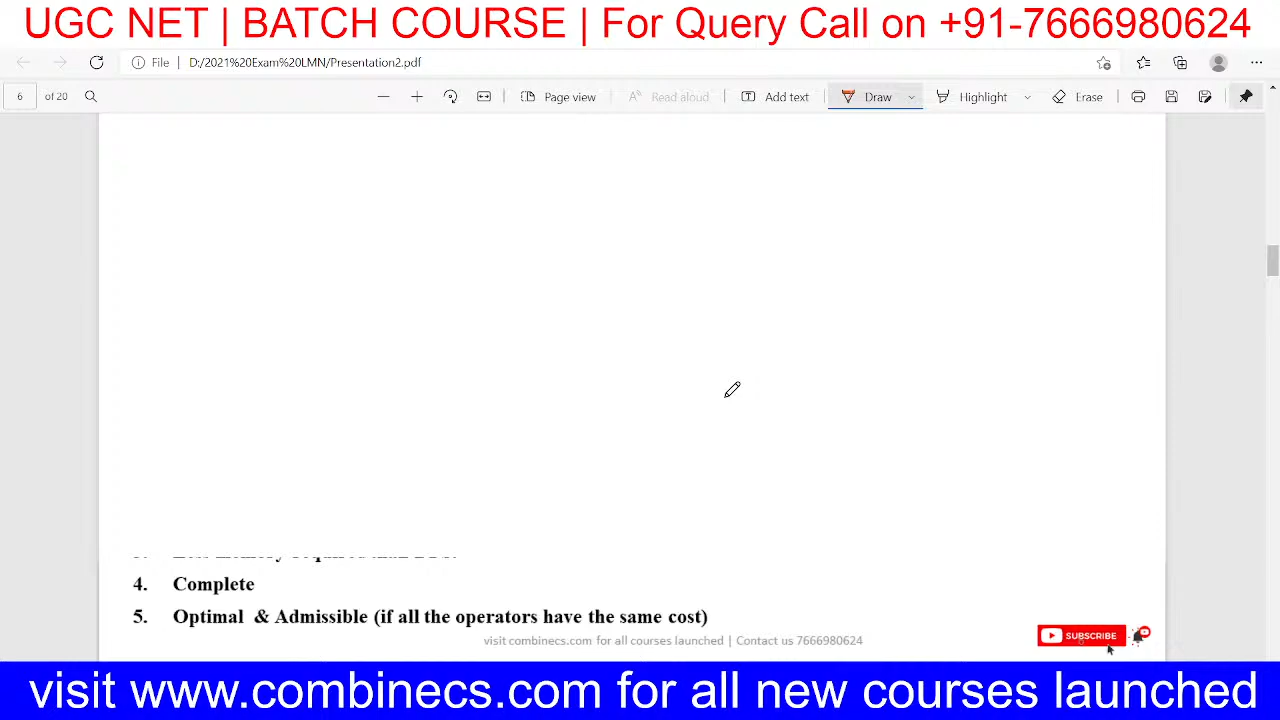 UGC NET | BATCH COURSE | For Query Call on +91-7666980624
File | D:/2021%20Exam%20LMN/Presentation2.pdf
6 of 20 Page view Read aloud Add text Draw Highlight Erase
4. Complete
5. Optimal & Admissible (if all the operators have the same cost)
visit combinecs.com for all courses launched | Contact us 7666980624
SUBSCRIBE
visit www.combinecs.com for all new courses launched